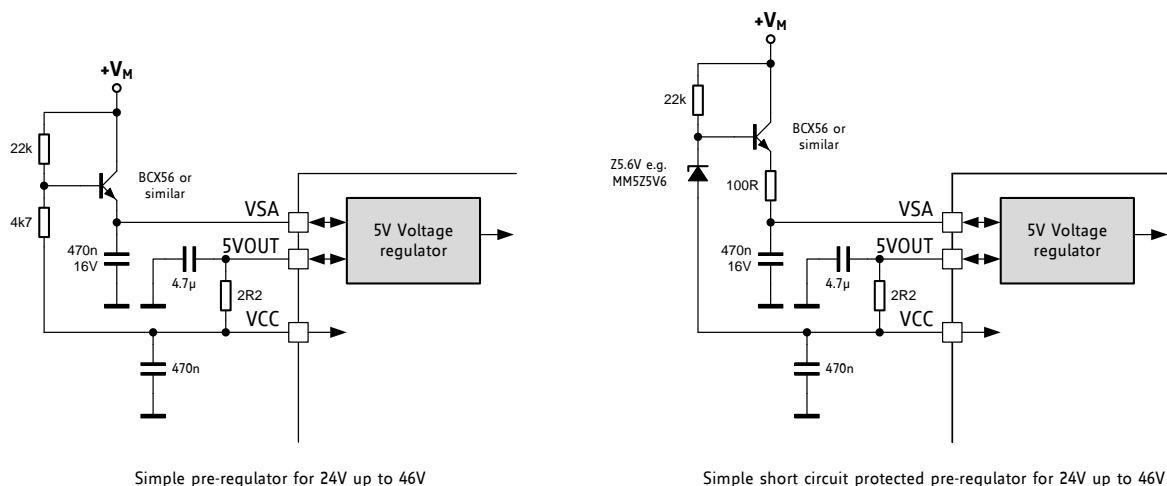 +VM
22k
BCX56 or
similar
4k7
VSA
470n
16V
5VOUT
4.7µ
2R2
VCC
470n
5V Voltage
regulator
Simple pre-regulator for 24V up to 46V
+VM
22k
BCX56 or
similar
Z5.6V e.g.
MM5Z5V6
100R
VSA
470n
16V
5VOUT
4.7µ
2R2
VCC
470n
5V Voltage
regulator
Simple short circuit protected pre-regulator for 24V up to 46V